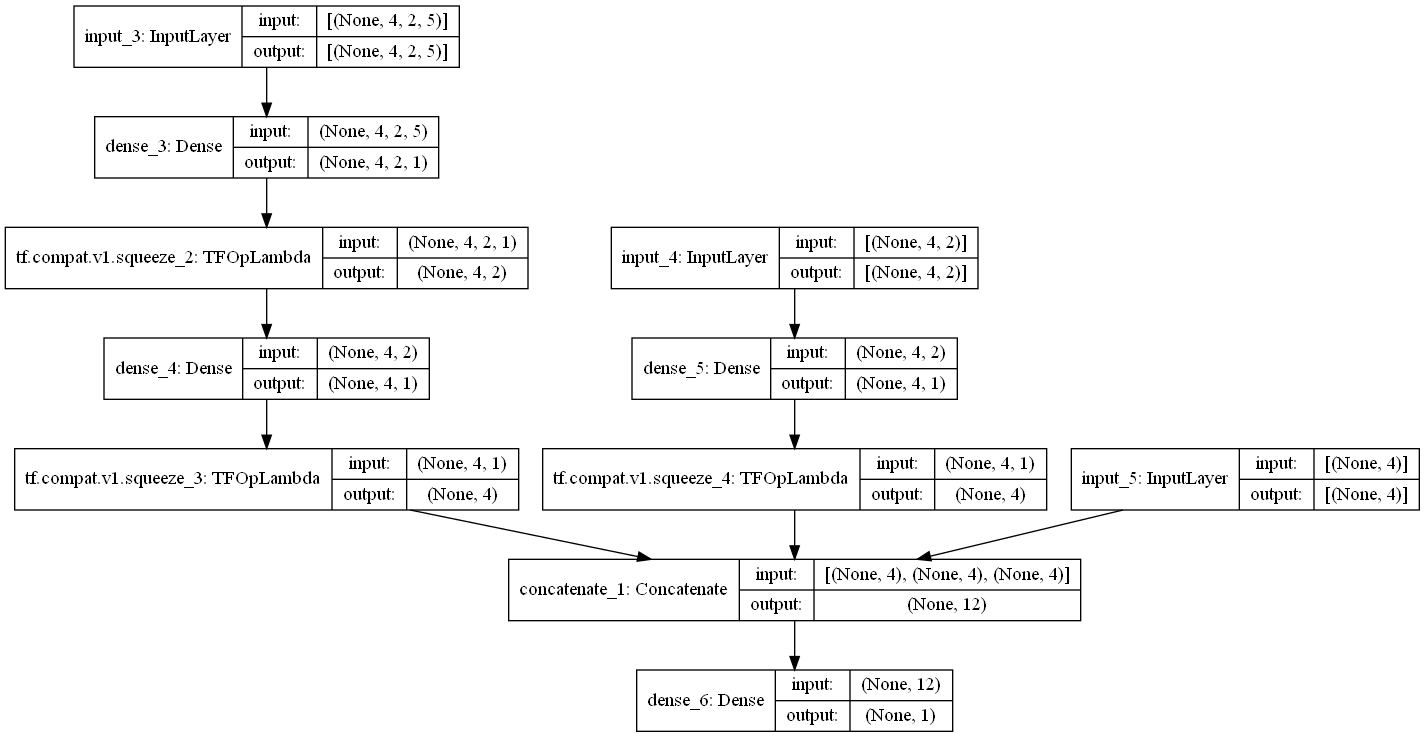 input_3: InputLayer
input:
[(None, 4, 2, 5)]
output:
[(None, 4, 2, 5)]
dense_3: Dense
input:
(None, 4, 2, 5)
output:
(None, 4, 2, 1)
tf.compat.v1.squeeze_2: TFOpLambda
input:
(None, 4, 2, 1)
output:
(None, 4, 2)
input_4: InputLayer
input:
[(None, 4, 2)]
output:
[(None, 4, 2)]
dense_4: Dense
input:
(None, 4, 2)
output:
(None, 4, 1)
dense_5: Dense
input:
(None, 4, 2)
output:
(None, 4, 1)
tf.compat.v1.squeeze_3: TFOpLambda
input:
(None, 4, 1)
output:
(None, 4)
tf.compat.v1.squeeze_4: TFOpLambda
input:
(None, 4, 1)
output:
(None, 4)
input_5: InputLayer
input:
[(None, 4)]
output:
[(None, 4)]
concatenate_1: Concatenate
input:
[(None, 4), (None, 4), (None, 4)]
output:
(None, 12)
dense_6: Dense
input:
(None, 12)
output:
(None, 1)